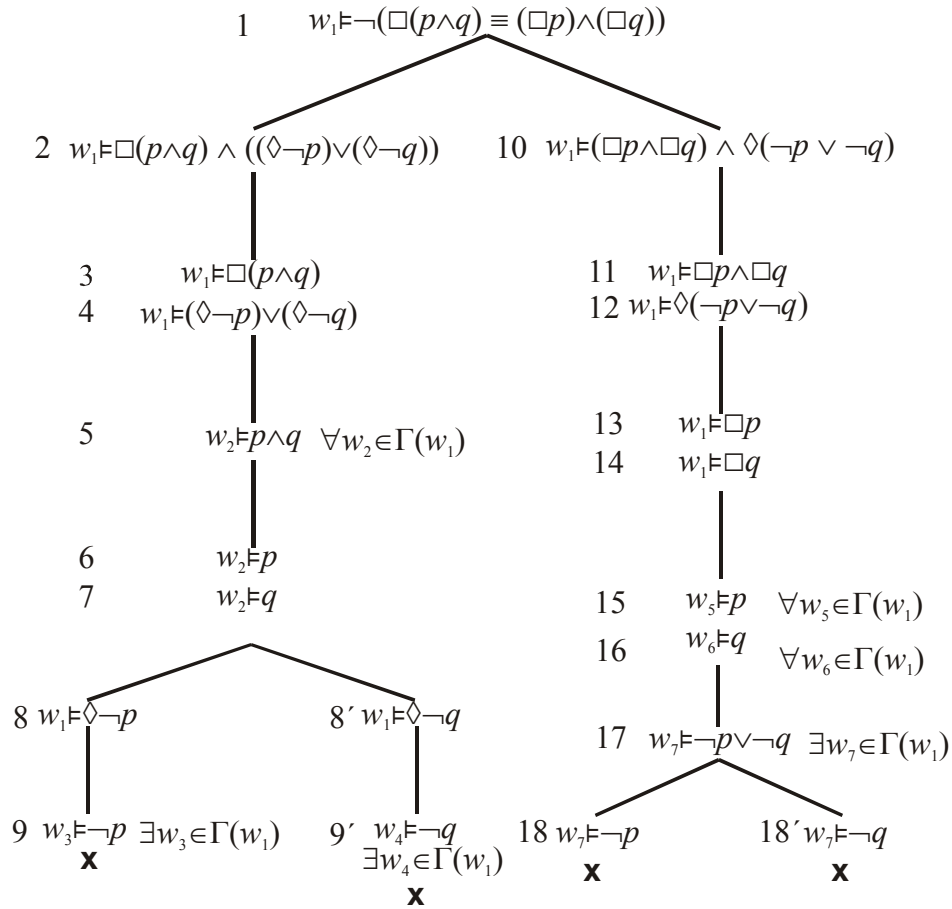 1 w₁⊨¬(□(p∧q) ≡ (□p)∧(□q))
2 w₁⊨□(p∧q) ∧ ((◊¬p)∨(◊¬q))
10 w₁⊨(□p∧□q) ∧ ◊(¬p ∨ ¬q)
3 w₁⊨□(p∧q)
11 w₁⊨□p∧□q
4 w₁⊨(◊¬p)∨(◊¬q)
12 w₁⊨◊(¬p∨¬q)
5 w₂⊨p∧q ∀w₂∈Γ(w₁)
13 w₁⊨□p
14 w₁⊨□q
6 w₂⊨p
7 w₂⊨q
15 w₅⊨p ∀w₅∈Γ(w₁)
16 w₆⊨q ∀w₆∈Γ(w₁)
8 w₁⊨◊¬p
8´ w₁⊨◊¬q
17 w₇⊨¬p∨¬q ∃w₇∈Γ(w₁)
9 w₃⊨¬p ∃w₃∈Γ(w₁)
x
9´ w₄⊨¬q
∃w₄∈Γ(w₁)
x
18 w₇⊨¬p
x
18´ w₇⊨¬q
x